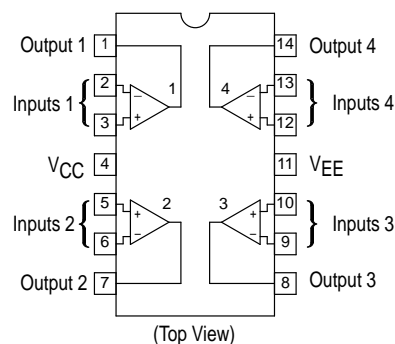 Output 1 1 14 Output 4
2 1 4 13
Inputs 1 { – + – + } Inputs 4
3 12
VCC 4 11 VEE
5 2 3 10
Inputs 2 { + – + – } Inputs 3
6 9
Output 2 7 8 Output 3
(Top View)